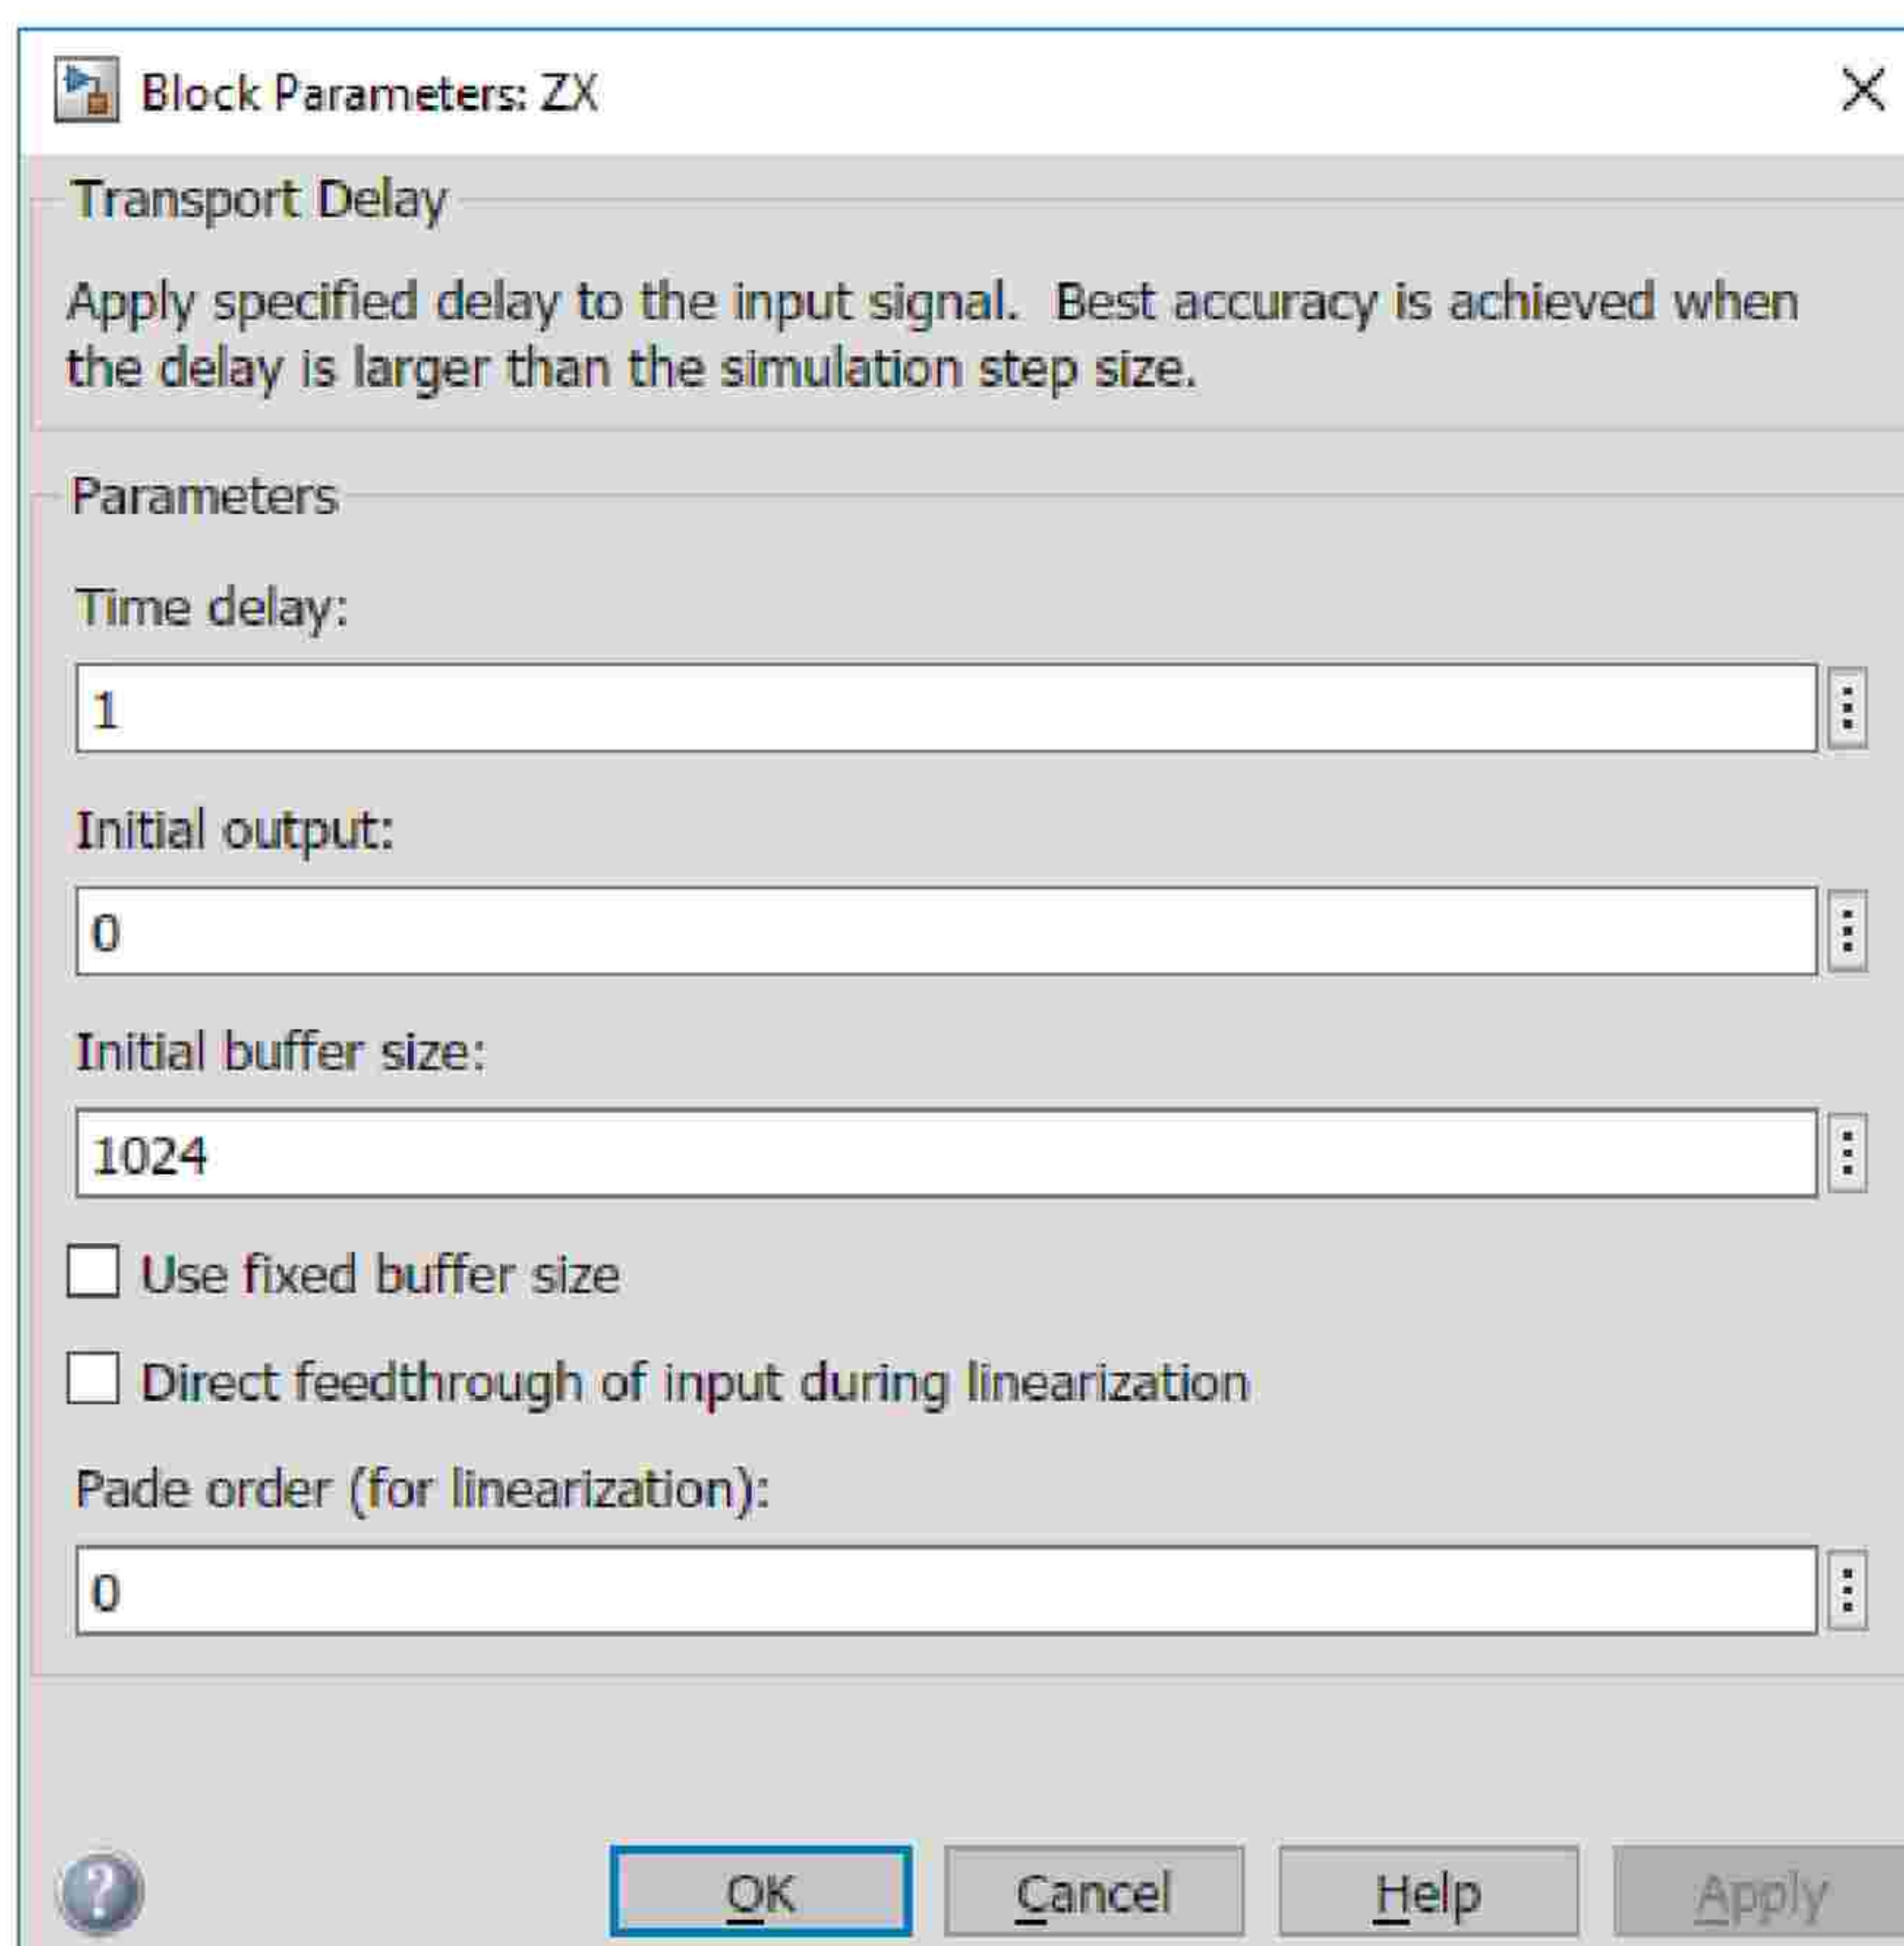 Block Parameters: ZX
Transport Delay
Apply specified delay to the input signal.  Best accuracy is achieved when
the delay is larger than the simulation step size.
Parameters
Time delay:
1
Initial output:
0
Initial buffer size:
1024
Use fixed buffer size
Direct feedthrough of input during linearization
Pade order (for linearization):
0
? OK Cancel Help Apply